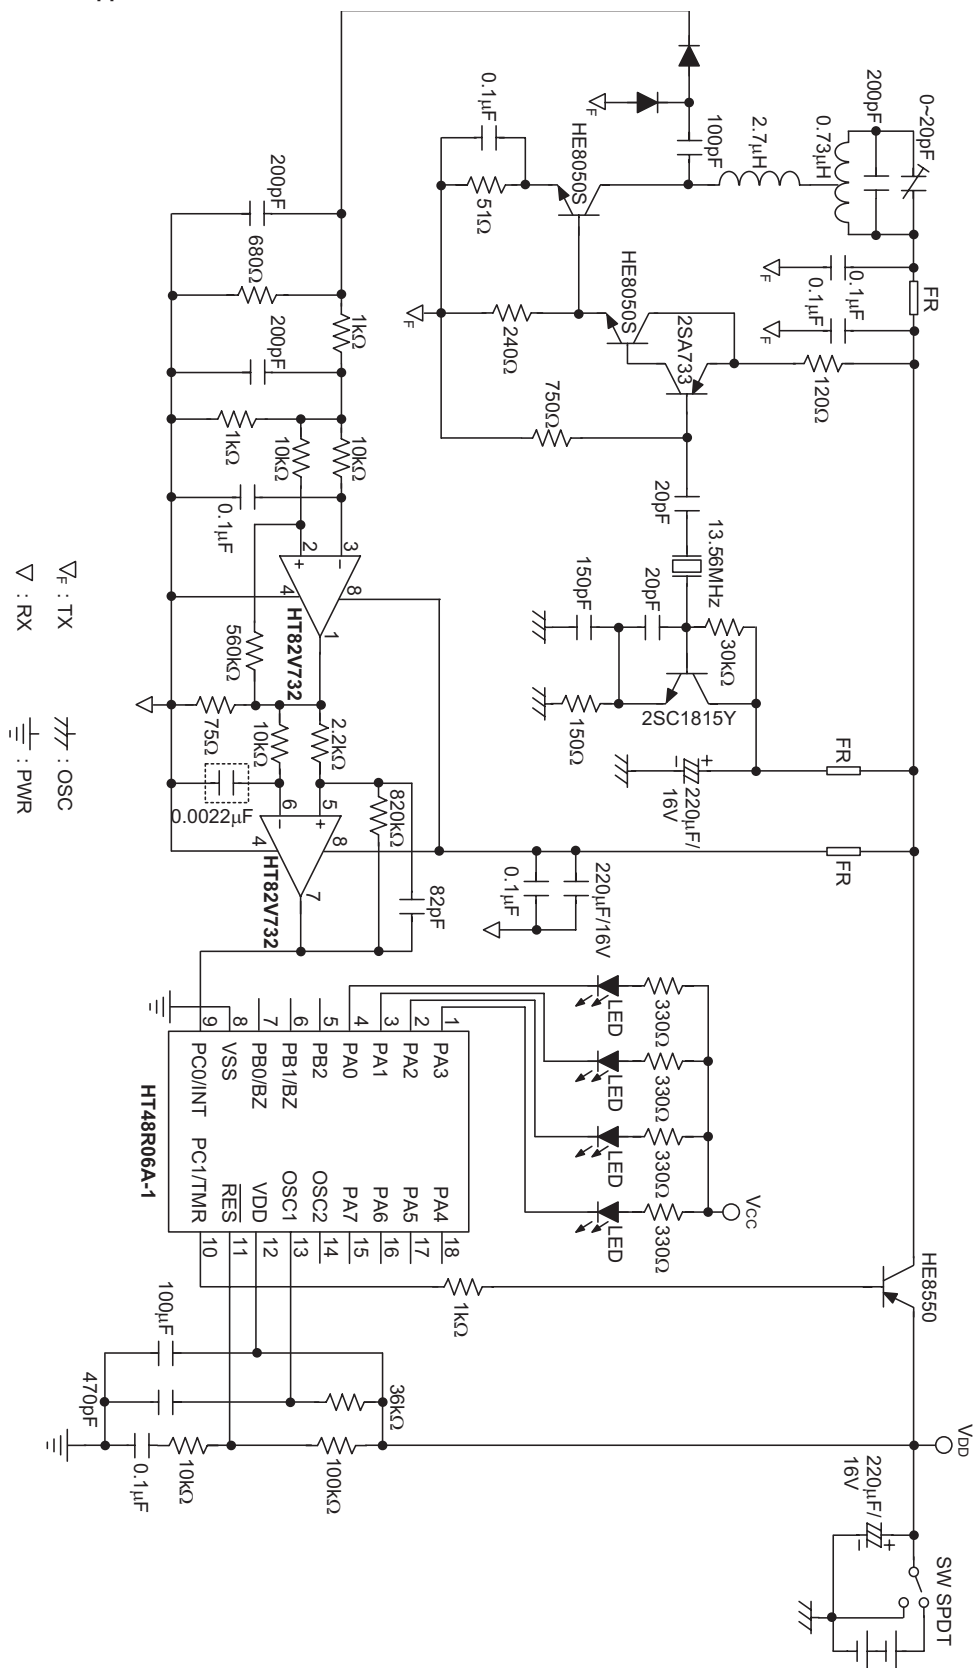 0~20pF
200pF
0.73µH
2.7µH
100pF
F
HE8050S
0.1µF
51Ω
200pF
680Ω
1kΩ
200pF
1kΩ
10kΩ
10kΩ
0.1µF
FR
0.1µF
0.1µF
F
F
HE8050S
2SA733
120Ω
240Ω
F
750Ω
20pF
13.56MHz
20pF
150pF
30kΩ
2SC1815Y
150Ω
FR
+
−
220µF/
16V
FR
220µF/16V
0.1µF
3
−
2
+
8
4
1
HT82V732
560kΩ
75Ω
10kΩ
2.2kΩ
0.0022µF
820kΩ
82pF
5
+
6
−
8
4
7
HT82V732
VCC
330Ω
330Ω
330Ω
330Ω
LED
LED
LED
LED
1
2
3
4
5
6
7
8
9
PA3
PA2
PA1
PA0
PB2
PB1/BZ
PB0/BZ
VSS
PC0/INT
PA4
PA5
PA6
PA7
OSC2
OSC1
VDD
RES
PC1/TMR
18
17
16
15
14
13
12
11
10
HT48R06A-1
HE8550
1kΩ
100µF
470pF
36kΩ
0.1µF
10kΩ
100kΩ
VDD
220µF/
16V
+
−
SW SPDT
F : TX
: OSC
: RX
: PWR